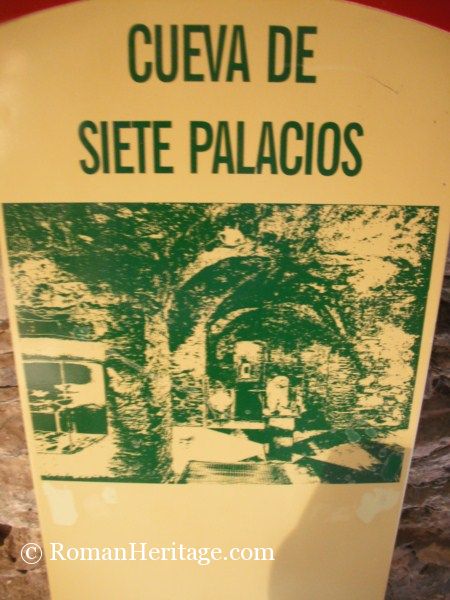 CUEVA DE
SIETE PALACIOS
© RomanHeritage.com